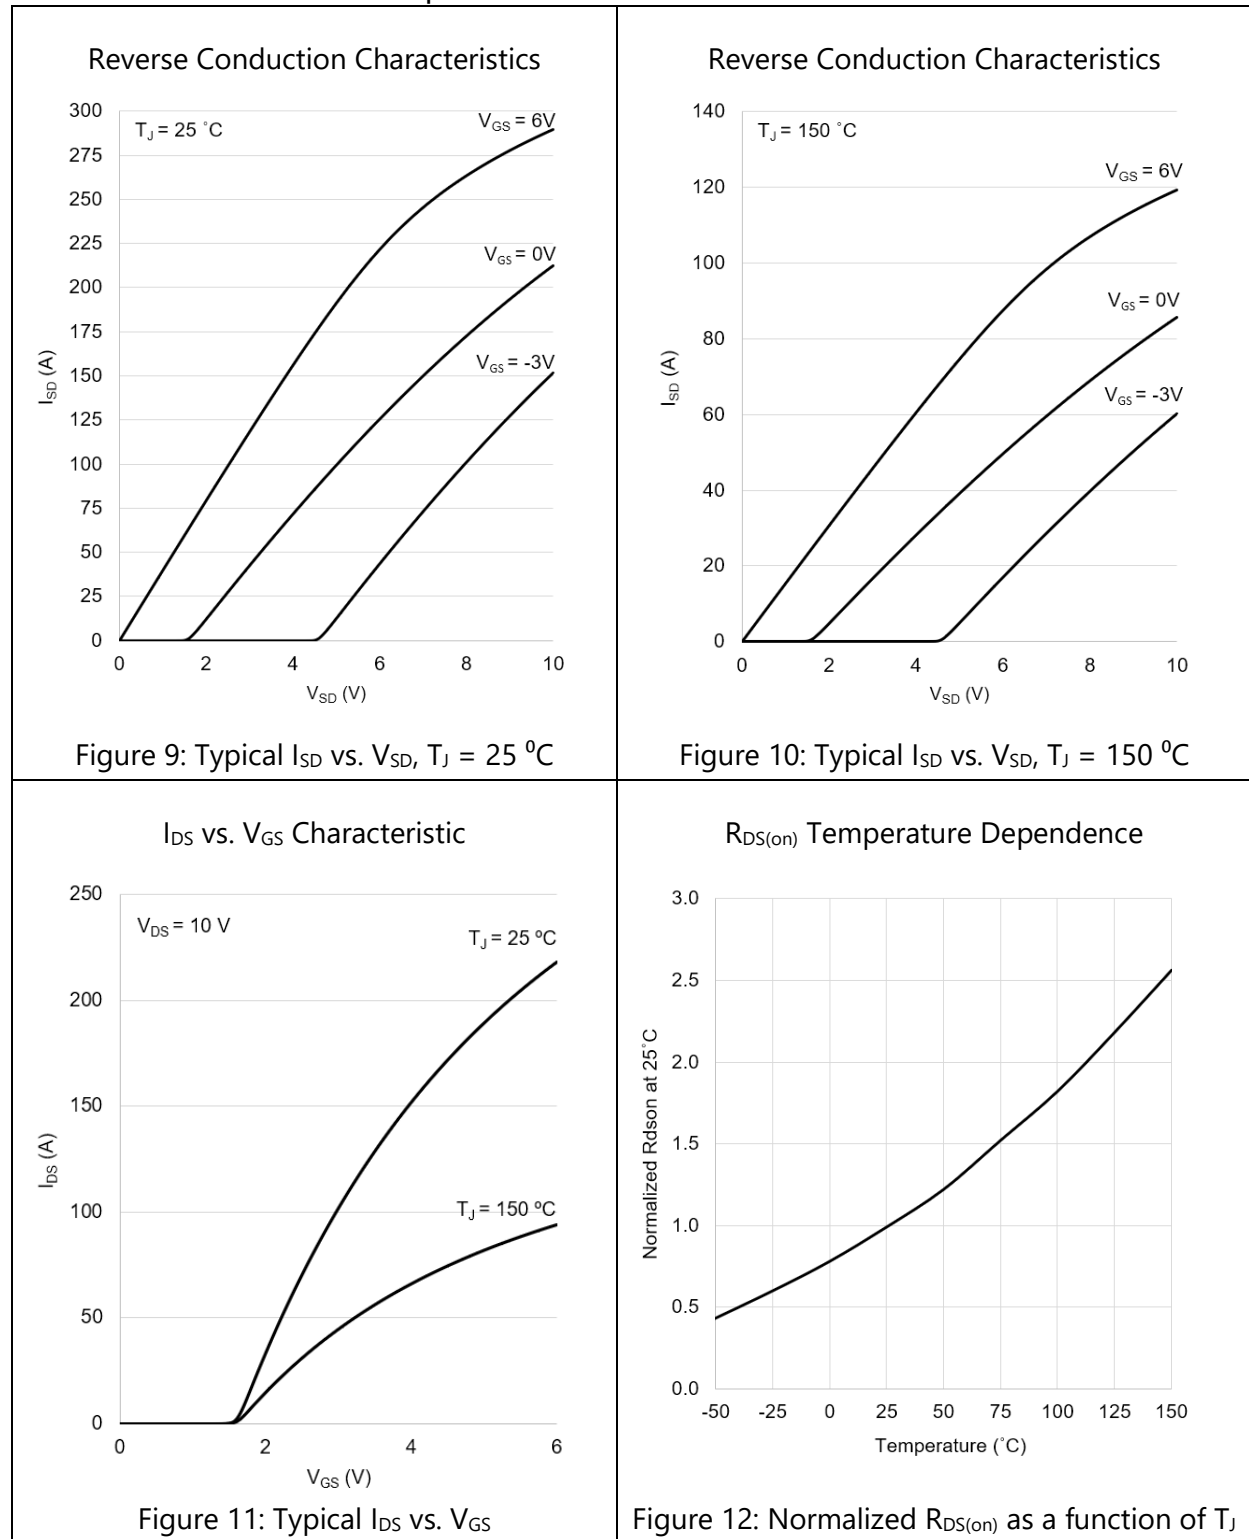 Reverse Conduction Characteristics
T_J = 25 ˚C
V_GS = 6V
V_GS = 0V
V_GS = -3V
300
275
250
225
200
175
150
125
100
75
50
25
0
I_SD (A)
0 2 4 6 8 10
V_SD (V)
Figure 9: Typical I_SD vs. V_SD, T_J = 25 ⁰C
Reverse Conduction Characteristics
T_J = 150 ˚C
V_GS = 6V
V_GS = 0V
V_GS = -3V
140
120
100
80
60
40
20
0
I_SD (A)
0 2 4 6 8 10
V_SD (V)
Figure 10: Typical I_SD vs. V_SD, T_J = 150 ⁰C
I_DS vs. V_GS Characteristic
V_DS = 10 V
T_J = 25 ºC
T_J = 150 ºC
250
200
150
100
50
0
I_DS (A)
0 2 4 6
V_GS (V)
Figure 11: Typical I_DS vs. V_GS
R_DS(on) Temperature Dependence
3.0
2.5
2.0
1.5
1.0
0.5
0.0
Normalized Rdson at 25˚C
-50 -25 0 25 50 75 100 125 150
Temperature (˚C)
Figure 12: Normalized R_DS(on) as a function of T_J